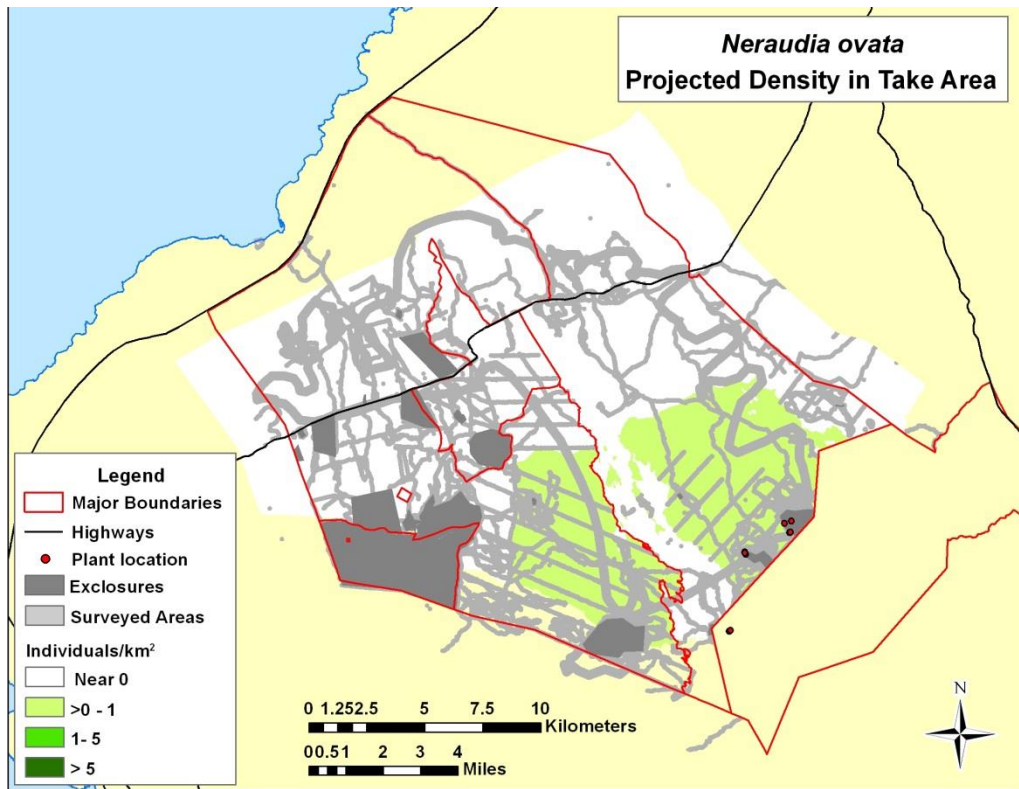 Neraudia ovata
Projected Density in Take Area
Legend
Major Boundaries
Highways
Plant location
Exclosures
Surveyed Areas
Individuals/km²
Near 0
>0 - 1
1- 5
> 5
0 1.252.5 5 7.5 10
Kilometers
00.51 2 3 4
Miles
N